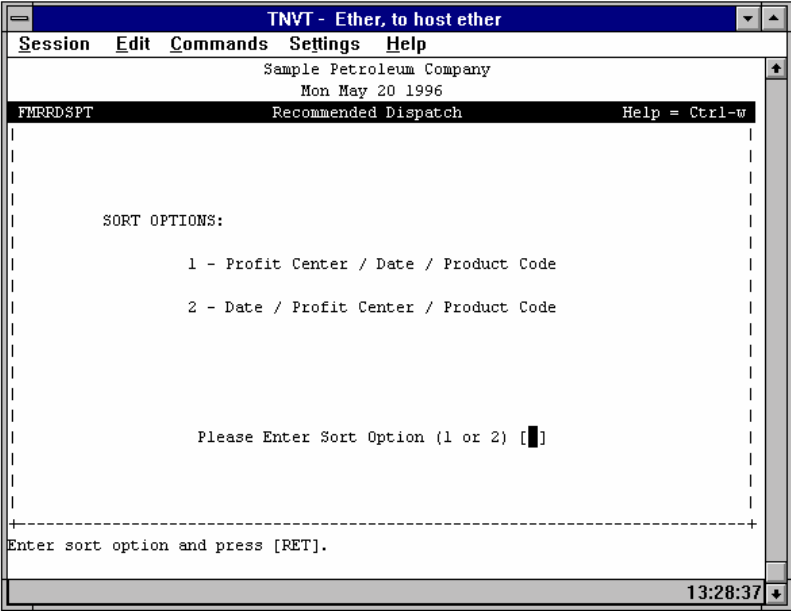 TNVT - Ether, to host ether
Session Edit Commands Settings Help
Sample Petroleum Company
Mon May 20 1996
FMRRDSPT Recommended Dispatch Help = Ctrl-w
SORT OPTIONS:
1 - Profit Center / Date / Product Code
2 - Date / Profit Center / Product Code
Please Enter Sort Option (1 or 2) [ ]
Enter sort option and press [RET].
13:28:37